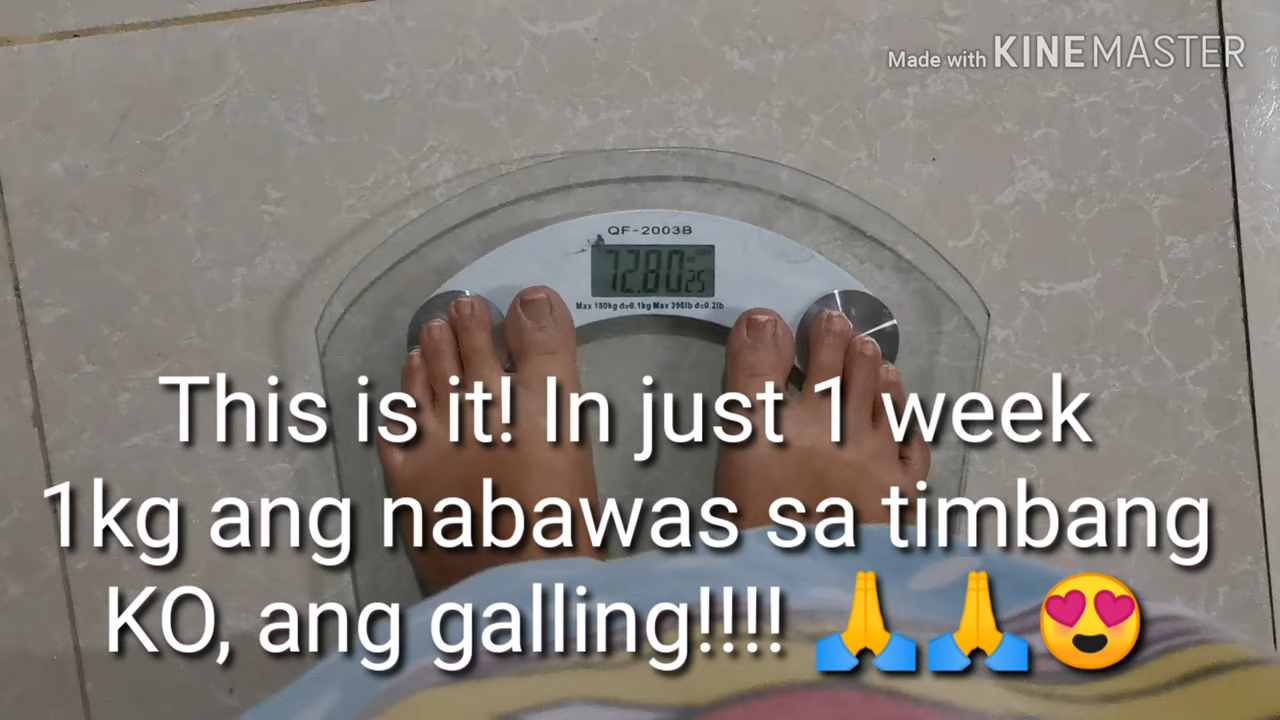 Made with KINEMASTER
QF-2003B
72.80 25
Max 180kg d=0.1kg Max 396lb d=0.2lb
This is it! In just 1 week
1kg ang nabawas sa timbang
KO, ang galling!!!! 🙏🙏😍